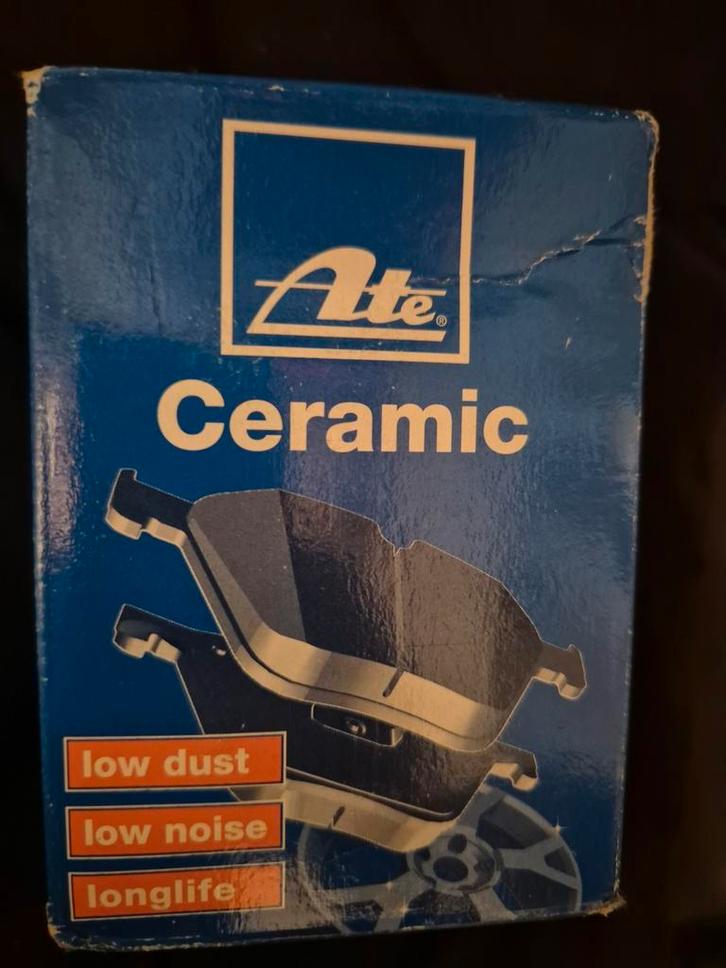 Ate®
Ceramic
low dust
low noise
longlife